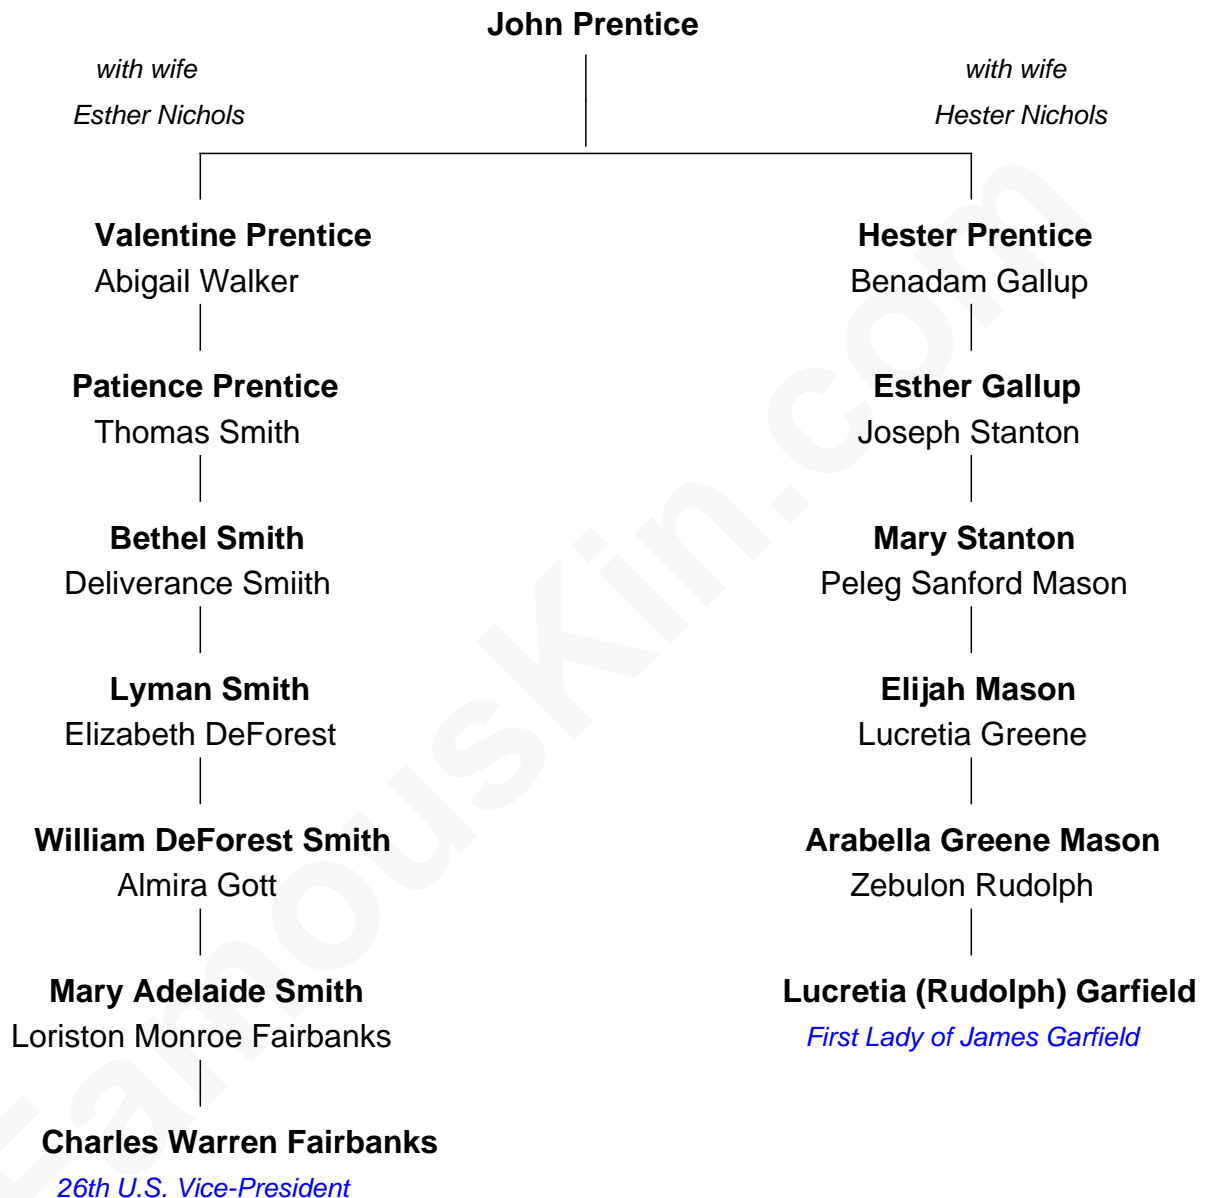 John Prentice
with wife
Esther Nichols
with wife
Hester Nichols
Valentine Prentice
Abigail Walker
Hester Prentice
Benadam Gallup
Patience Prentice
Thomas Smith
Esther Gallup
Joseph Stanton
Bethel Smith
Deliverance Smiith
Mary Stanton
Peleg Sanford Mason
Lyman Smith
Elizabeth DeForest
Elijah Mason
Lucretia Greene
William DeForest Smith
Almira Gott
Arabella Greene Mason
Zebulon Rudolph
Mary Adelaide Smith
Loriston Monroe Fairbanks
Lucretia (Rudolph) Garfield
First Lady of James Garfield
Charles Warren Fairbanks
26th U.S. Vice-President
FamousKin.com